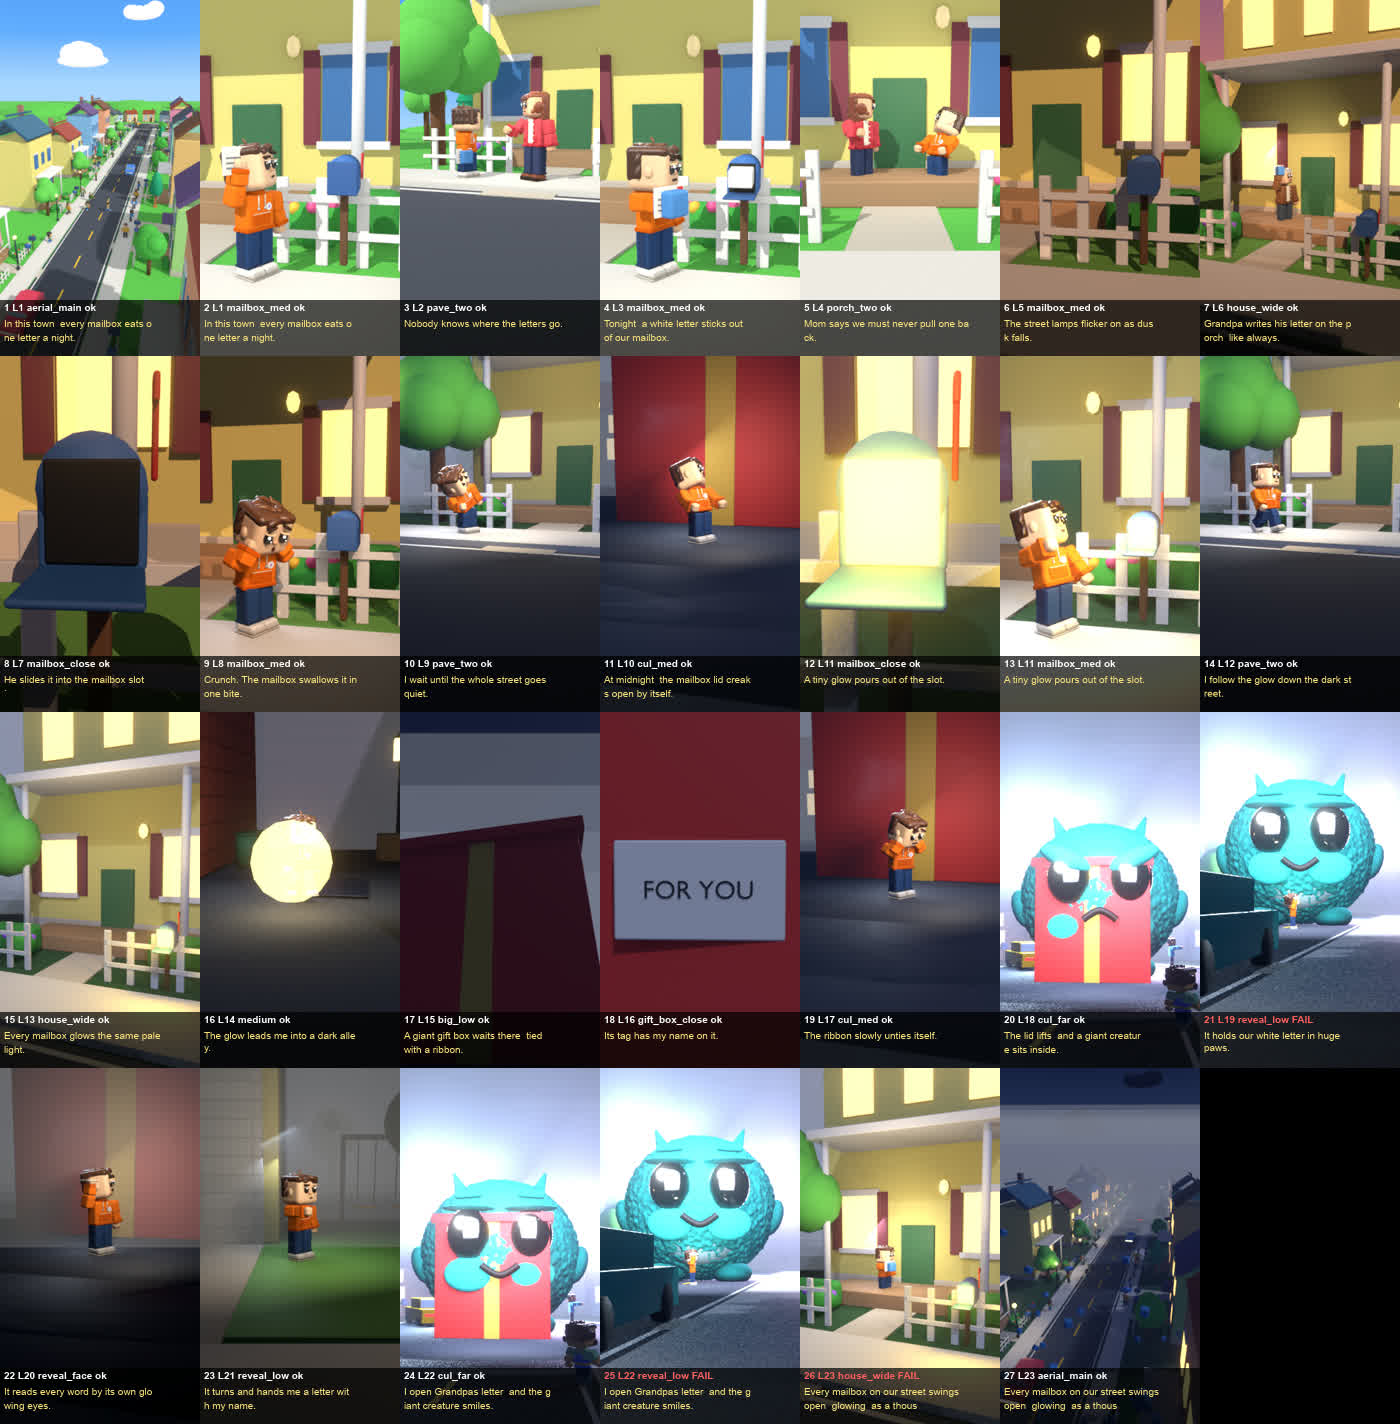 1 L1 aerial_main ok
In this town  every mailbox eats o
ne letter a night.
2 L1 mailbox_med ok
In this town  every mailbox eats o
ne letter a night.
3 L2 pave_two ok
Nobody knows where the letters go.
4 L3 mailbox_med ok
Tonight  a white letter sticks out
of our mailbox.
5 L4 porch_two ok
Mom says we must never pull one ba
ck.
6 L5 mailbox_med ok
The street lamps flicker on as dus
k falls.
7 L6 house_wide ok
Grandpa writes his letter on the p
orch  like always.
8 L7 mailbox_close ok
He slides it into the mailbox slot
.
9 L8 mailbox_med ok
Crunch. The mailbox swallows it in
one bite.
10 L9 pave_two ok
I wait until the whole street goes
quiet.
11 L10 cul_med ok
At midnight  the mailbox lid creak
s open by itself.
12 L11 mailbox_close ok
A tiny glow pours out of the slot.
13 L11 mailbox_med ok
A tiny glow pours out of the slot.
14 L12 pave_two ok
I follow the glow down the dark st
reet.
15 L13 house_wide ok
Every mailbox glows the same pale
light.
16 L14 medium ok
The glow leads me into a dark alle
y.
17 L15 big_low ok
A giant gift box waits there  tied
with a ribbon.
FOR YOU
18 L16 gift_box_close ok
Its tag has my name on it.
19 L17 cul_med ok
The ribbon slowly unties itself.
20 L18 cul_far ok
The lid lifts  and a giant creatur
e sits inside.
21 L19 reveal_low FAIL
It holds our white letter in huge
paws.
22 L20 reveal_face ok
It reads every word by its own glo
wing eyes.
23 L21 reveal_low ok
It turns and hands me a letter wit
h my name.
24 L22 cul_far ok
I open Grandpas letter  and the g
iant creature smiles.
25 L22 reveal_low FAIL
I open Grandpas letter  and the g
iant creature smiles.
26 L23 house_wide FAIL
Every mailbox on our street swings
open  glowing  as a thous
27 L23 aerial_main ok
Every mailbox on our street swings
open  glowing  as a thous